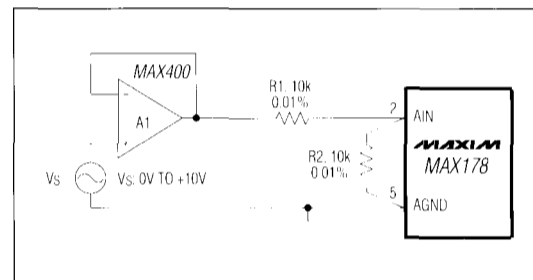 MAX400
A1
R1. 10k
0.01%
2
AIN
MAXIM
MAX178
R2. 10k
0.01%
5
AGND
VS
VS: 0V TO +10V